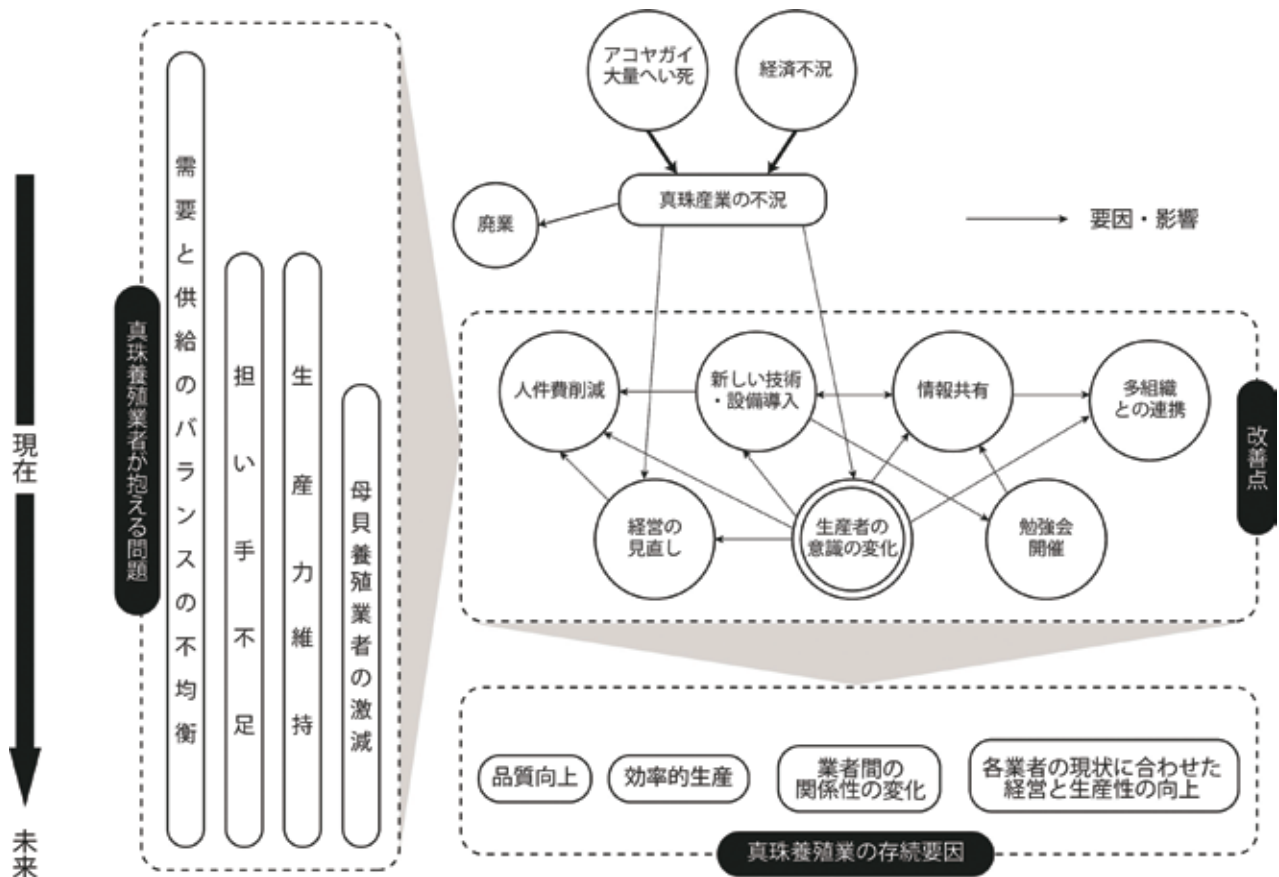 現在
未来
真珠養殖業者が抱える問題
需要と供給のバランスの不均衡
担い手不足
生産力維持
母貝養殖業者の激減
アコヤガイ
大量へい死
経済不況
真珠産業の不況
廃業
要因・影響
人件費削減
新しい技術
・設備導入
情報共有
多組織
との連携
経営の
見直し
生産者の
意識の変化
勉強会
開催
改善点
品質向上
効率的生産
業者間の
関係性の変化
各業者の現状に合わせた
経営と生産性の向上
真珠養殖業の存続要因